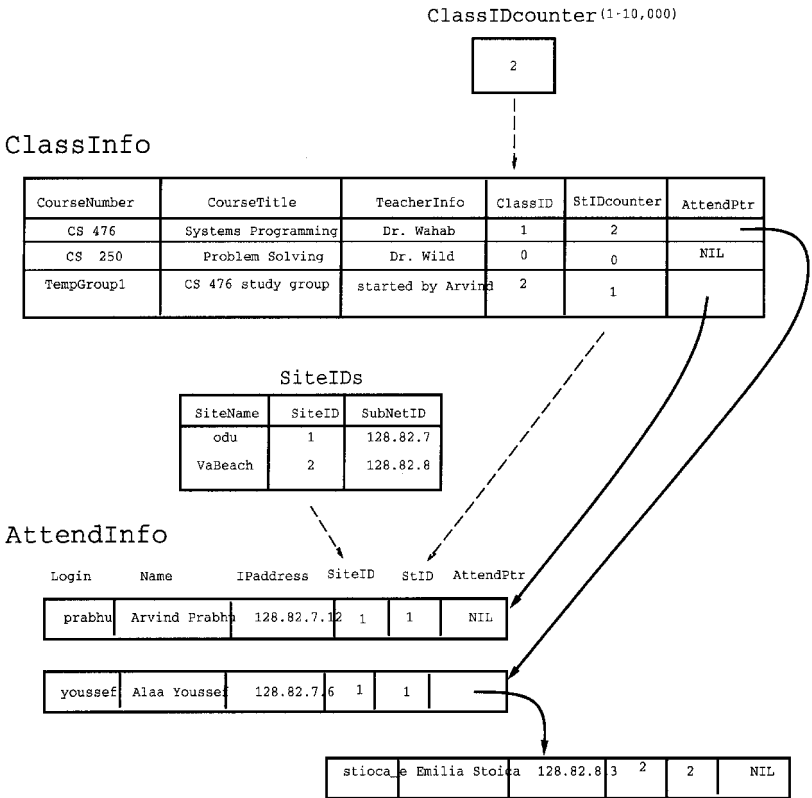 ClassIDcounter (1-10,000)
2
ClassInfo
CourseNumber CourseTitle TeacherInfo ClassID StIDcounter AttendPtr
CS 476 Systems Programming Dr. Wahab 1 2
CS 250 Problem Solving Dr. Wild 0 0 NIL
TempGroup1 CS 476 study group started by Arvind 2 1
SiteIDs
SiteName SiteID SubNetID
odu 1 128.82.7
VaBeach 2 128.82.8
AttendInfo
Login Name IPaddress SiteID StID AttendPtr
prabhu Arvind Prabhu 128.82.7.12 1 1 NIL
youssef Alaa Youssef 128.82.7.6 1 1
stioca_e Emilia Stoica 128.82.8.3 2 2 NIL